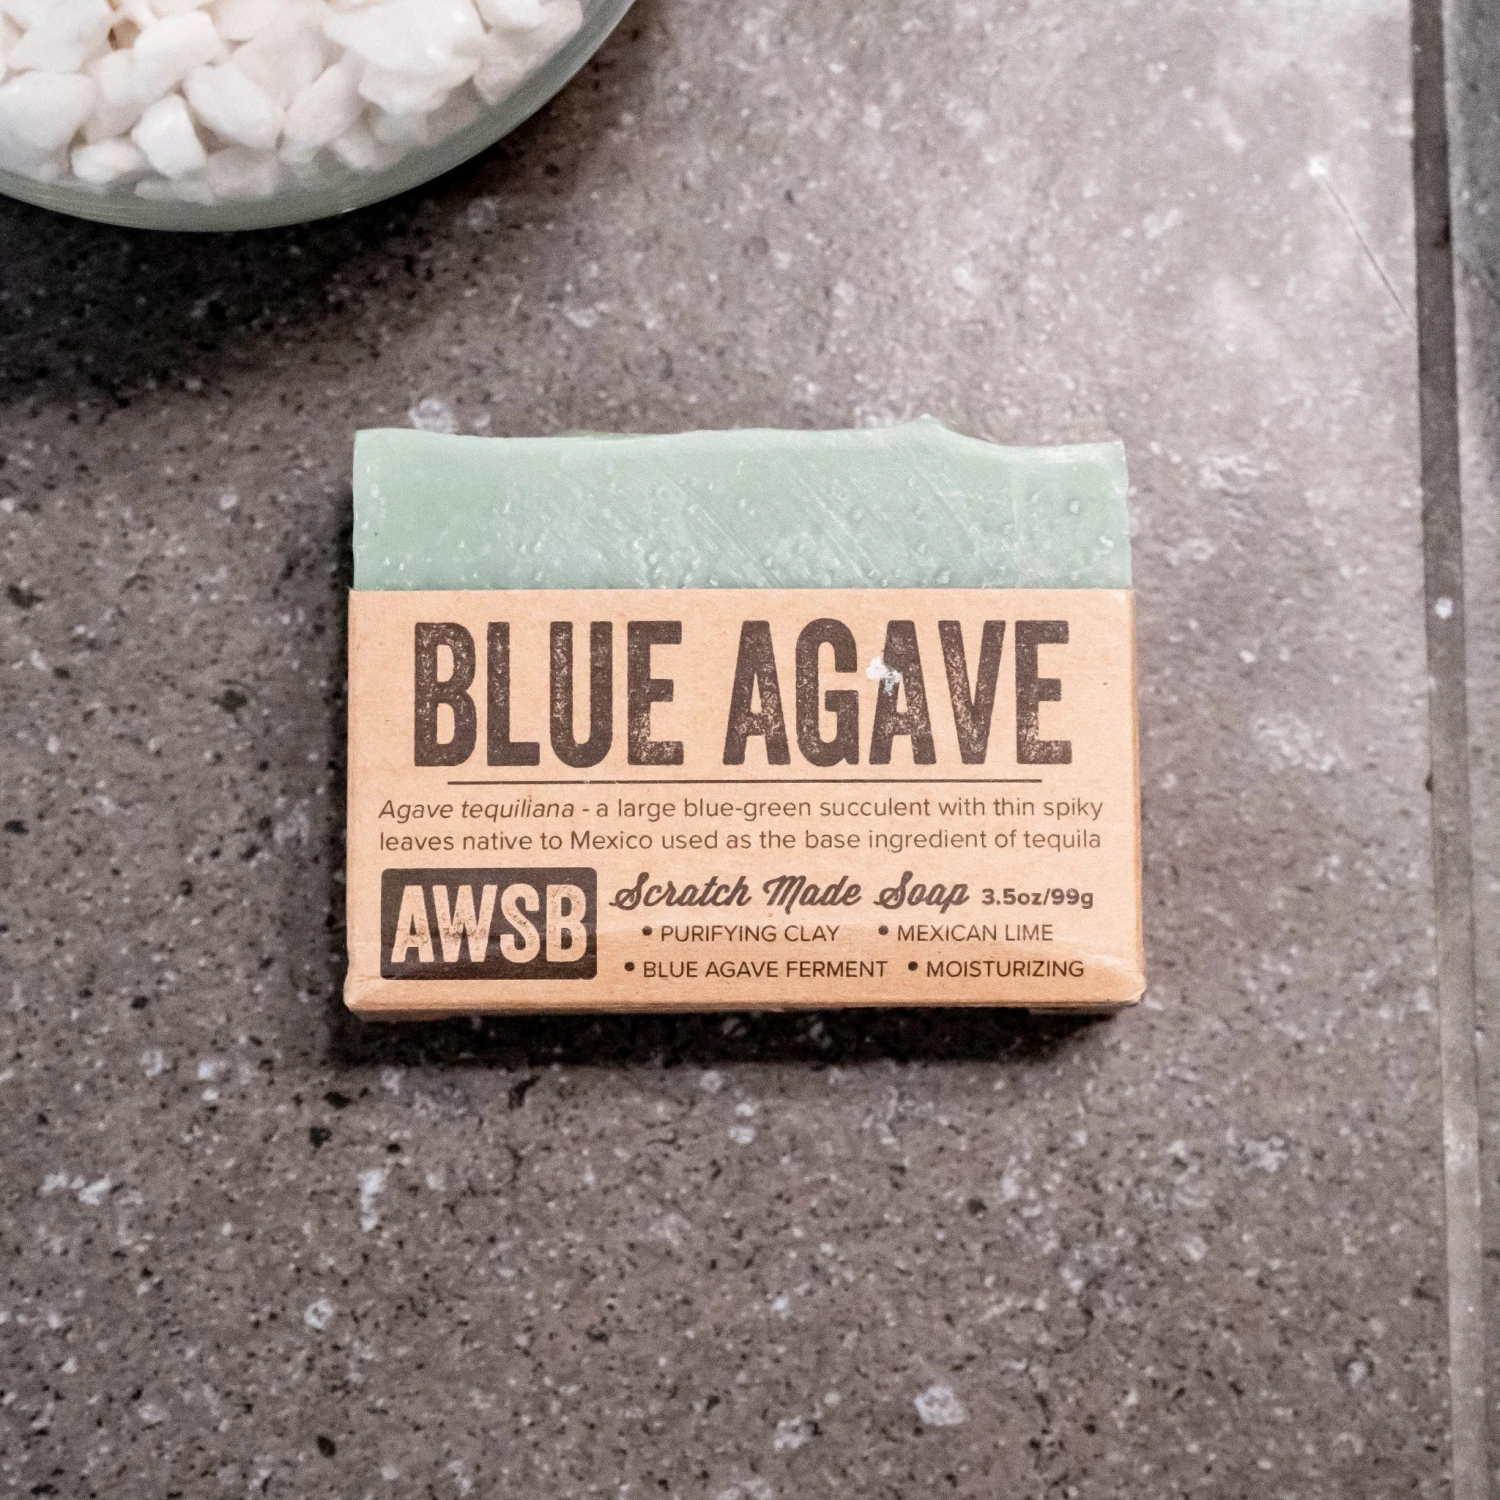 BLUE AGAVE
Agave tequiliana - a large blue-green succulent with thin spiky
leaves native to Mexico used as the base ingredient of tequila
AWSB
Scratch Made Soap 3.5oz/99g
• PURIFYING CLAY • MEXICAN LIME
• BLUE AGAVE FERMENT • MOISTURIZING